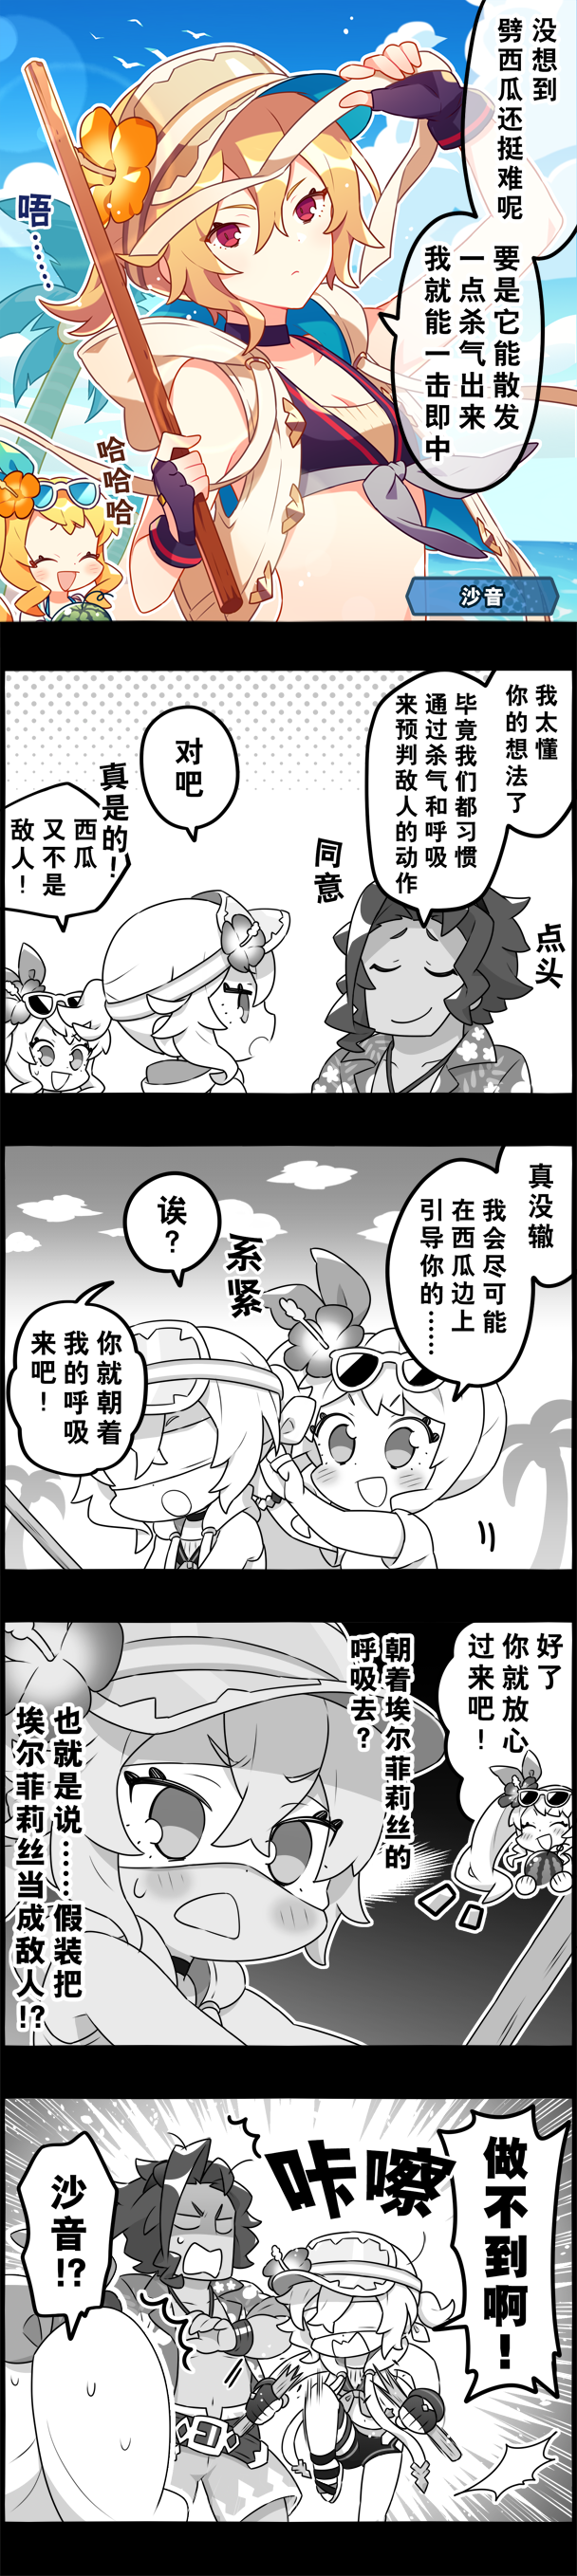 没想到
劈西瓜还挺难呢
要是它能散发
一点杀气出来
我就能一击即中
唔……
哈哈哈
沙音
我太懂
你的想法了
毕竟我们都习惯
通过杀气和呼吸
来预判敌人的动作
同意
点头
对吧
真是的！
西瓜
又不是
敌人！
真没辙
我会尽可能
在西瓜边上
引导你的……
系紧
诶？
你就朝着
我的呼吸
来吧！
好了
你就放心
过来吧！
朝着埃尔菲莉丝的
呼吸去？
也就是说……假装把
埃尔菲莉丝当成敌人!?
做不到啊！
咔嚓
沙音!?